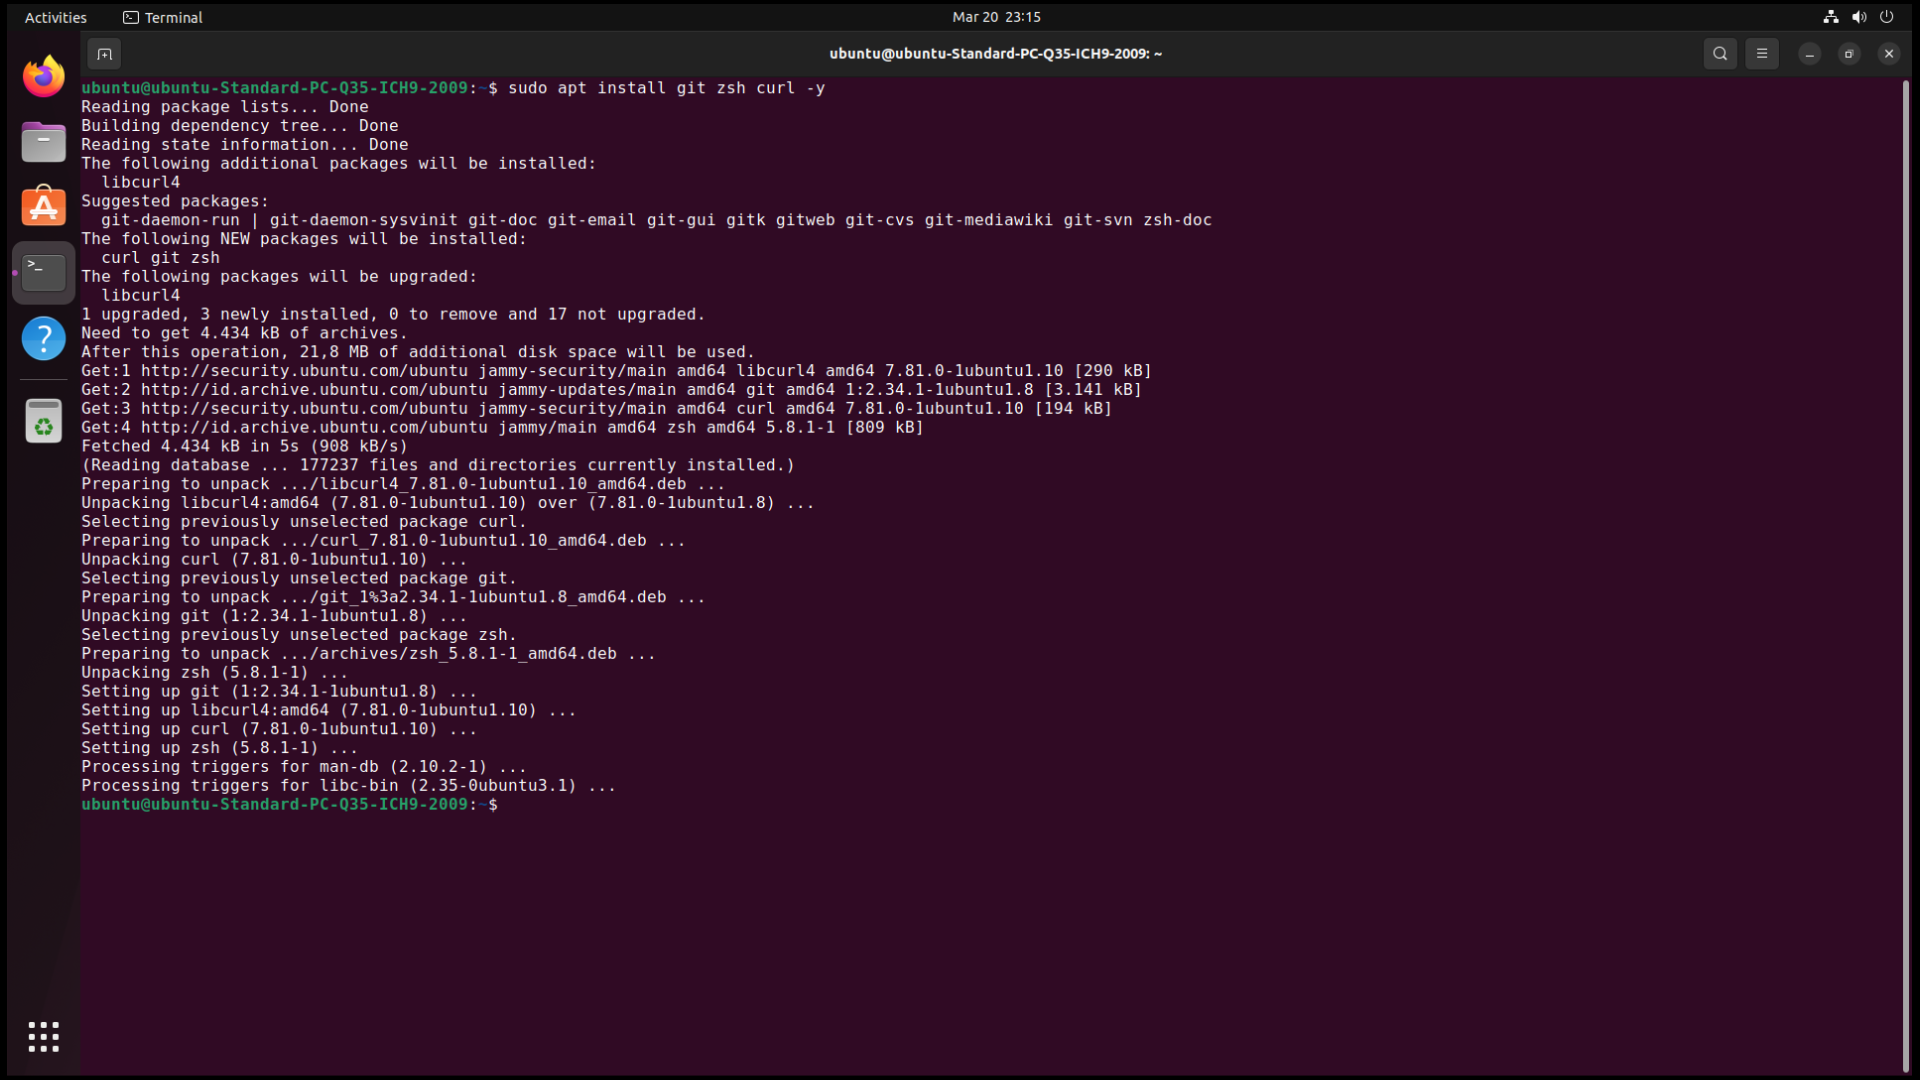 Activities Terminal Mar 20 23:15
ubuntu@ubuntu-Standard-PC-Q35-ICH9-2009: ~
ubuntu@ubuntu-Standard-PC-Q35-ICH9-2009:~$ sudo apt install git zsh curl -y
Reading package lists... Done
Building dependency tree... Done
Reading state information... Done
The following additional packages will be installed:
  libcurl4
Suggested packages:
  git-daemon-run | git-daemon-sysvinit git-doc git-email git-gui gitk gitweb git-cvs git-mediawiki git-svn zsh-doc
The following NEW packages will be installed:
  curl git zsh
The following packages will be upgraded:
  libcurl4
1 upgraded, 3 newly installed, 0 to remove and 17 not upgraded.
Need to get 4.434 kB of archives.
After this operation, 21,8 MB of additional disk space will be used.
Get:1 http://security.ubuntu.com/ubuntu jammy-security/main amd64 libcurl4 amd64 7.81.0-1ubuntu1.10 [290 kB]
Get:2 http://id.archive.ubuntu.com/ubuntu jammy-updates/main amd64 git amd64 1:2.34.1-1ubuntu1.8 [3.141 kB]
Get:3 http://security.ubuntu.com/ubuntu jammy-security/main amd64 curl amd64 7.81.0-1ubuntu1.10 [194 kB]
Get:4 http://id.archive.ubuntu.com/ubuntu jammy/main amd64 zsh amd64 5.8.1-1 [809 kB]
Fetched 4.434 kB in 5s (908 kB/s)
(Reading database ... 177237 files and directories currently installed.)
Preparing to unpack .../libcurl4_7.81.0-1ubuntu1.10_amd64.deb ...
Unpacking libcurl4:amd64 (7.81.0-1ubuntu1.10) over (7.81.0-1ubuntu1.8) ...
Selecting previously unselected package curl.
Preparing to unpack .../curl_7.81.0-1ubuntu1.10_amd64.deb ...
Unpacking curl (7.81.0-1ubuntu1.10) ...
Selecting previously unselected package git.
Preparing to unpack .../git_1%3a2.34.1-1ubuntu1.8_amd64.deb ...
Unpacking git (1:2.34.1-1ubuntu1.8) ...
Selecting previously unselected package zsh.
Preparing to unpack .../archives/zsh_5.8.1-1_amd64.deb ...
Unpacking zsh (5.8.1-1) ...
Setting up git (1:2.34.1-1ubuntu1.8) ...
Setting up libcurl4:amd64 (7.81.0-1ubuntu1.10) ...
Setting up curl (7.81.0-1ubuntu1.10) ...
Setting up zsh (5.8.1-1) ...
Processing triggers for man-db (2.10.2-1) ...
Processing triggers for libc-bin (2.35-0ubuntu3.1) ...
ubuntu@ubuntu-Standard-PC-Q35-ICH9-2009:~$